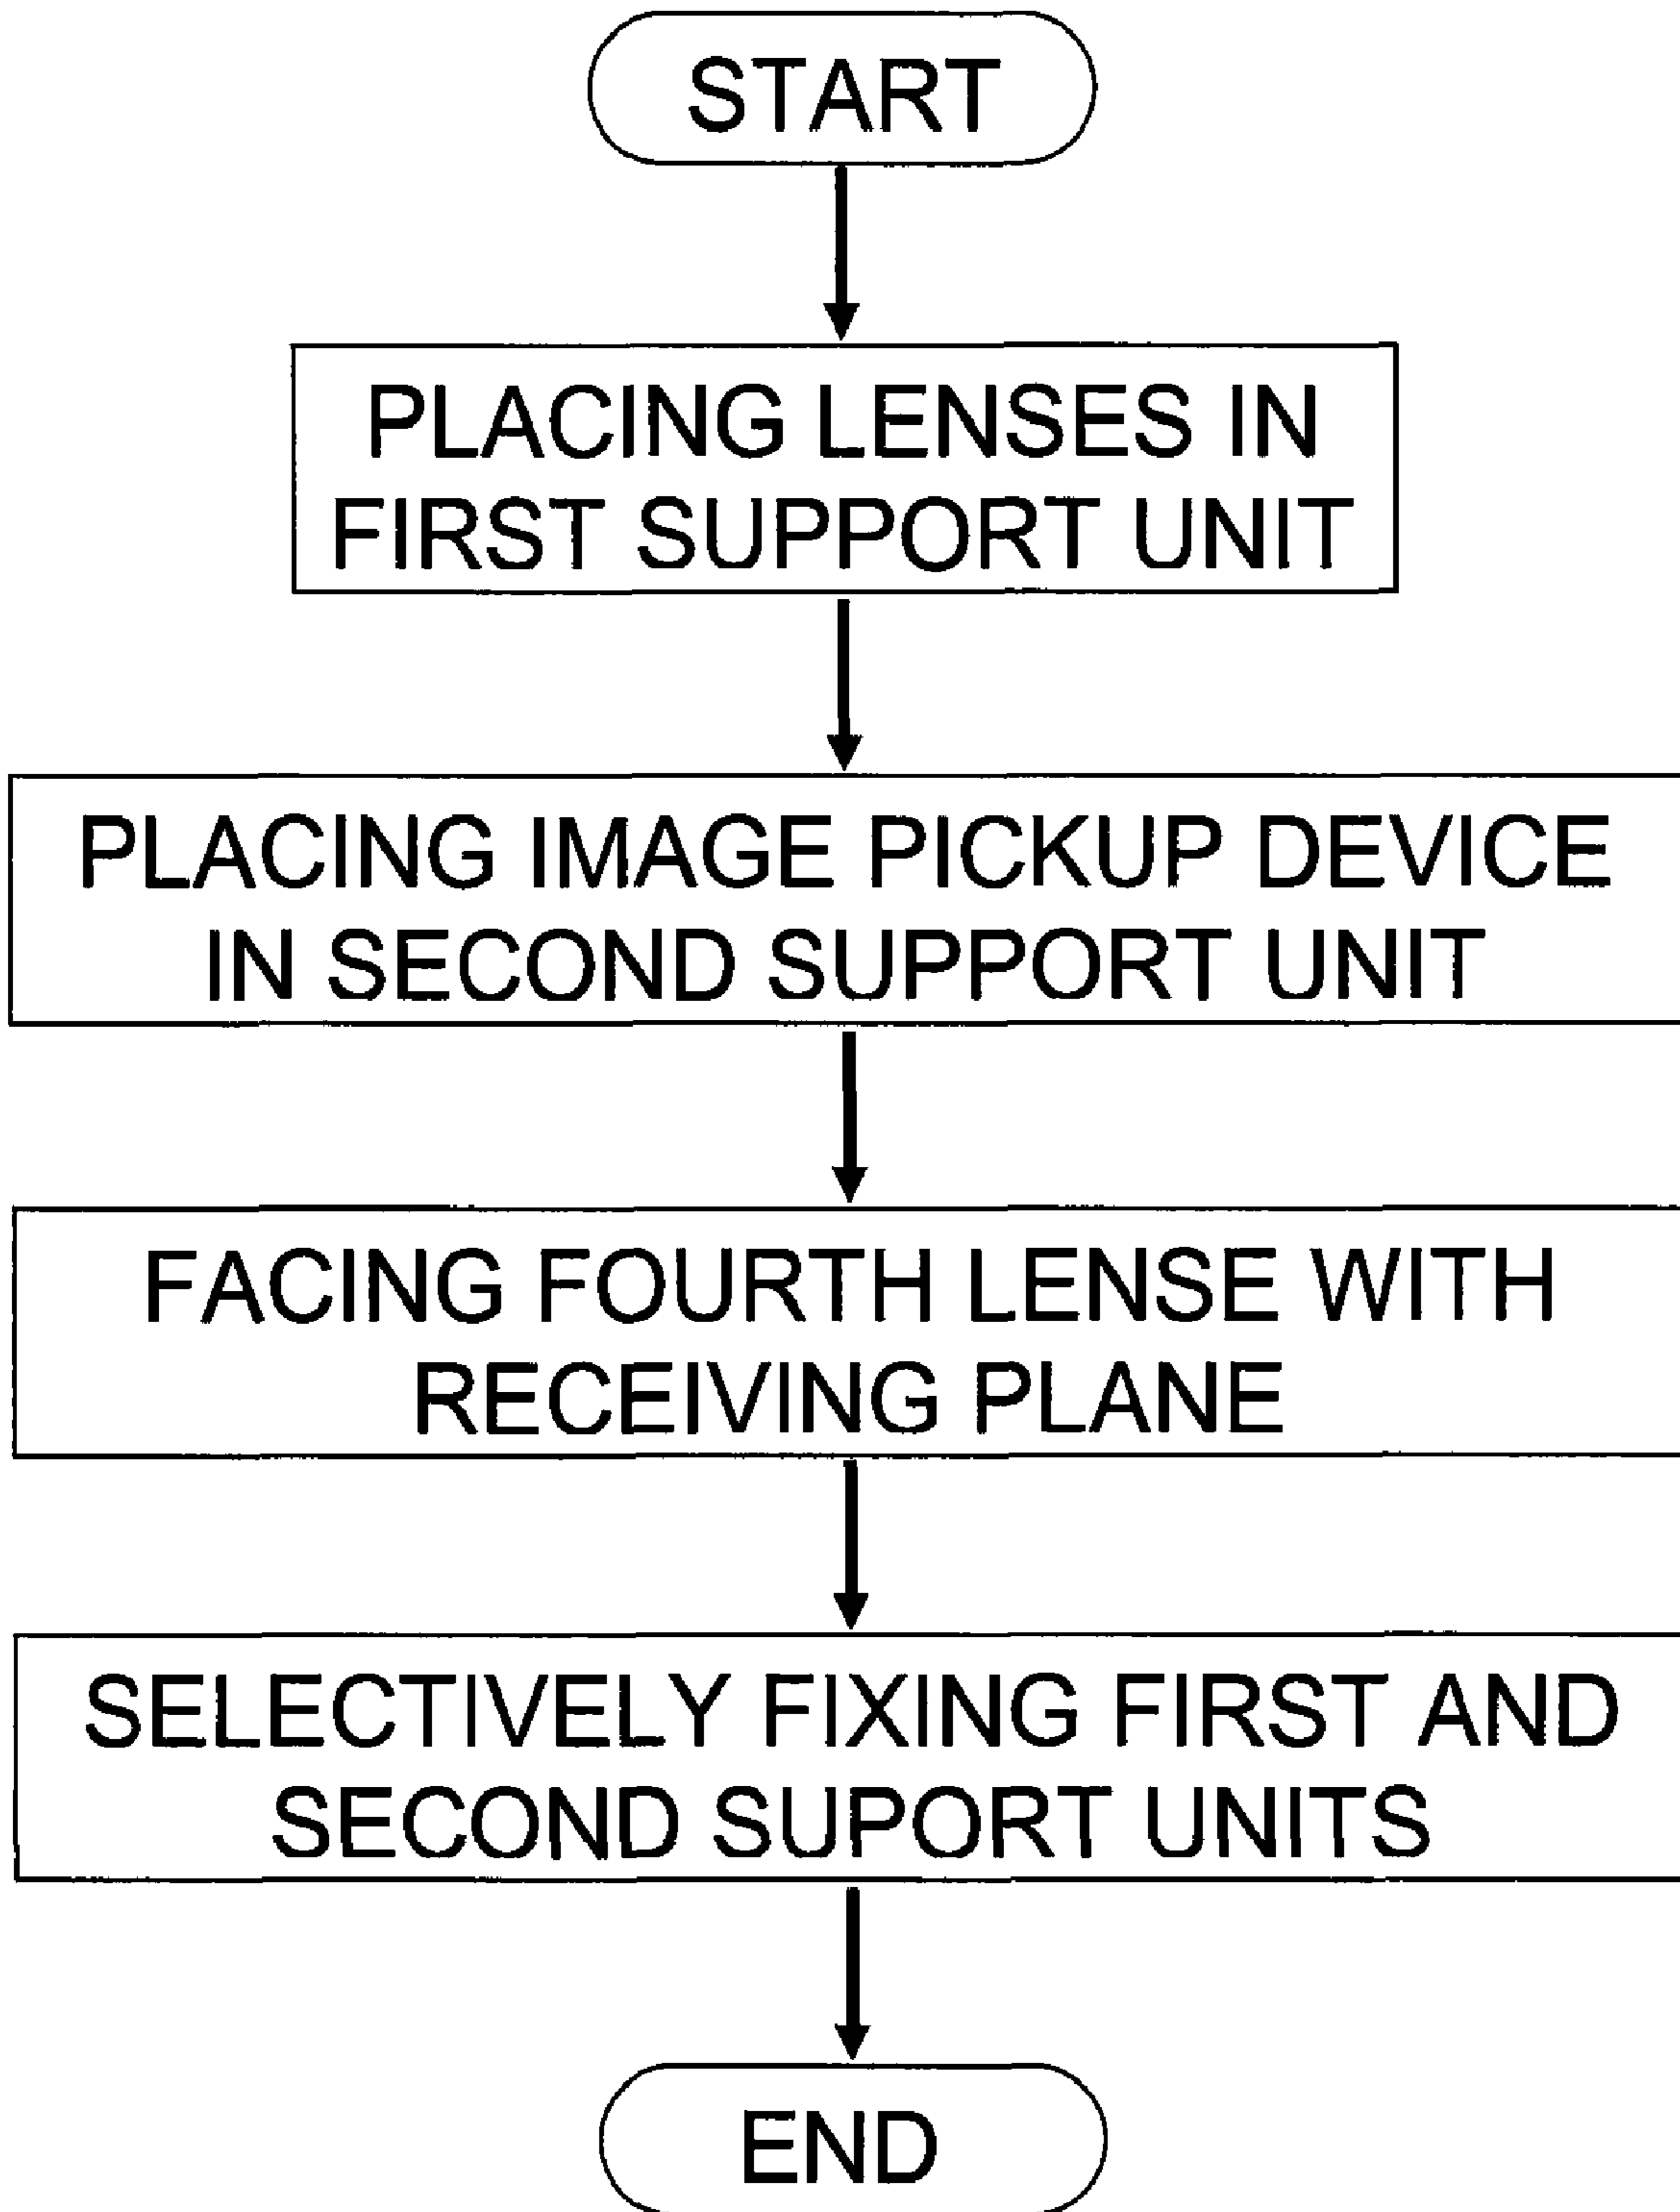 START
PLACING LENSES IN
FIRST SUPPORT UNIT
PLACING IMAGE PICKUP DEVICE
IN SECOND SUPPORT UNIT
FACING FOURTH LENSE WITH
RECEIVING PLANE
SELECTIVELY FIXING FIRST AND
SECOND SUPORT UNITS
END